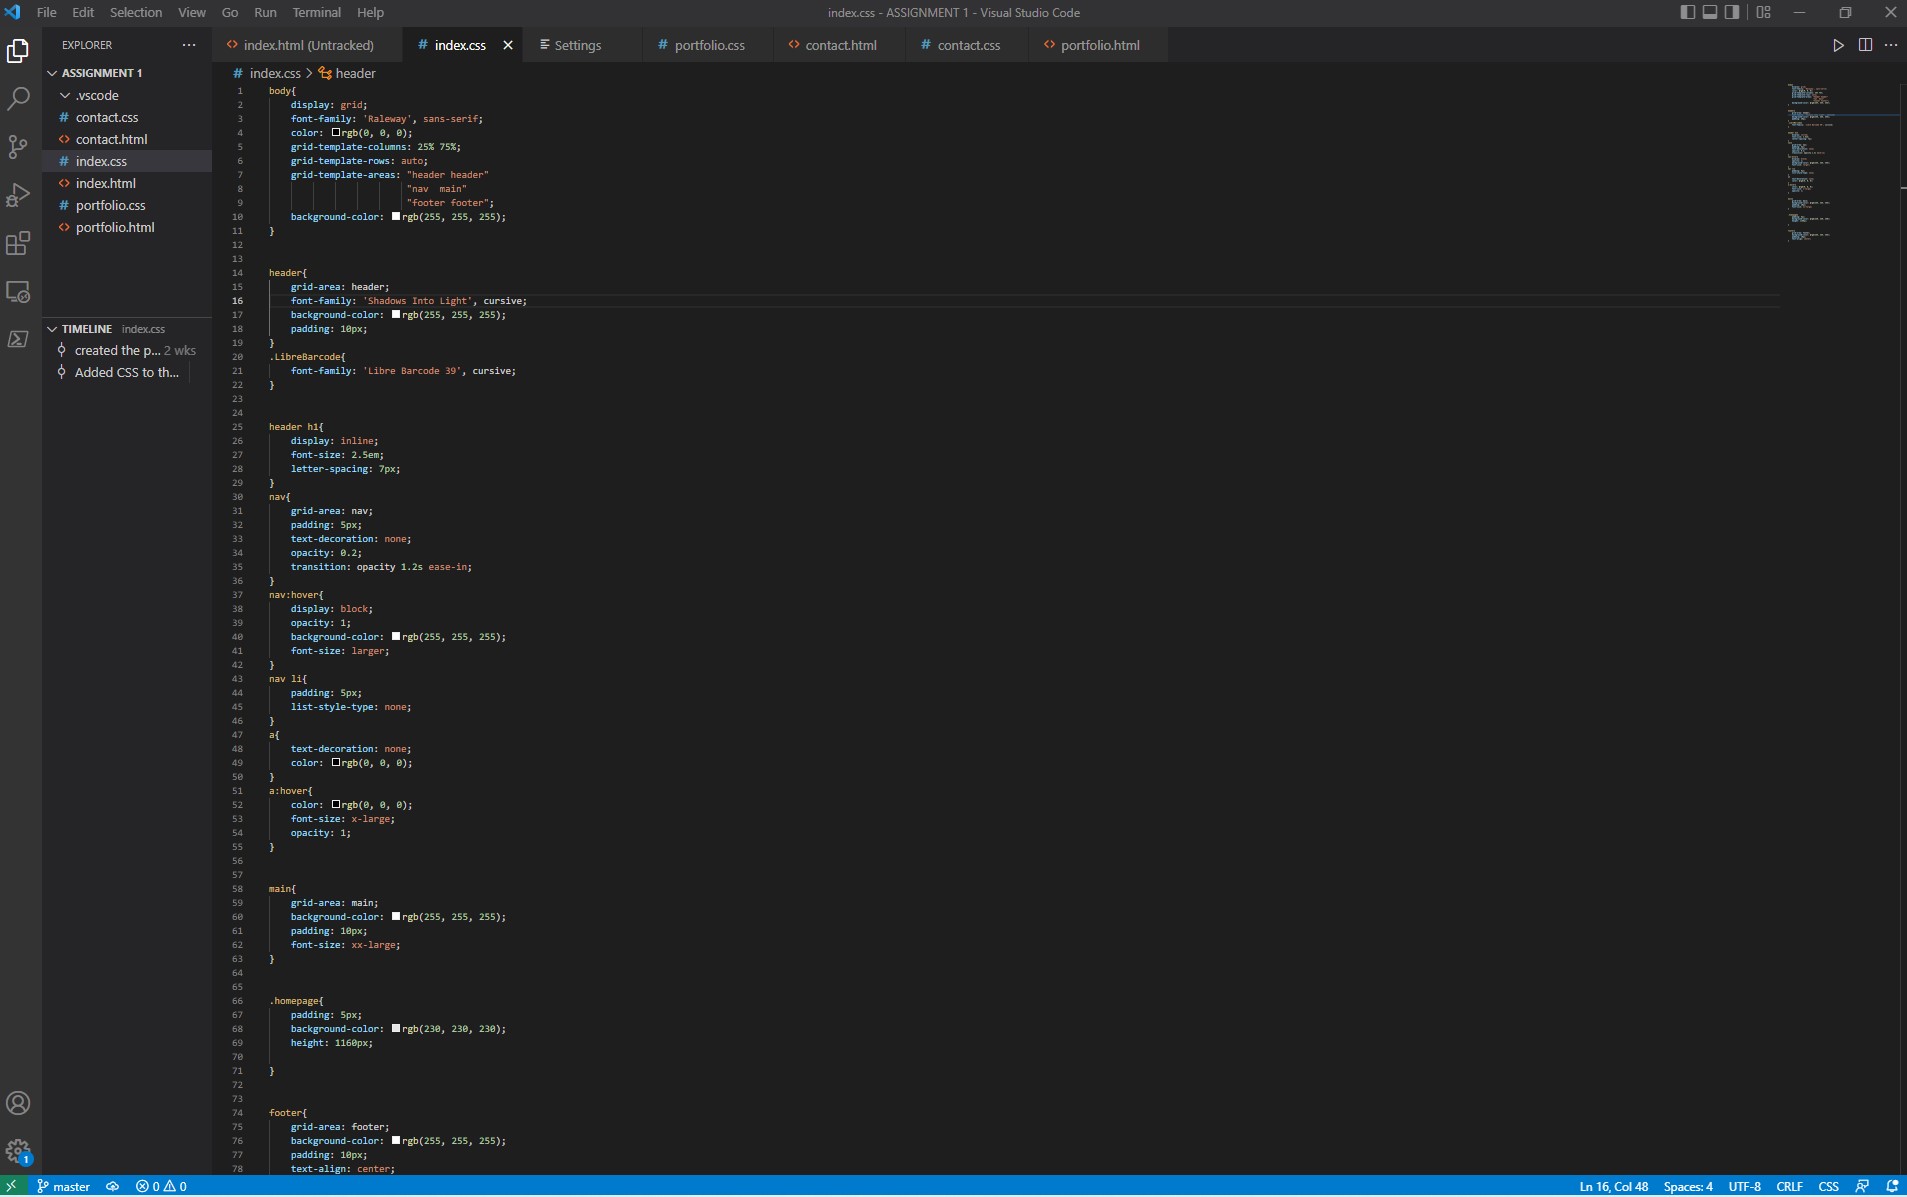 File Edit Selection View Go Run Terminal Help
index.css - ASSIGNMENT 1 - Visual Studio Code
EXPLORER
ASSIGNMENT 1
.vscode
contact.css
contact.html
index.css
index.html
portfolio.css
portfolio.html
TIMELINE index.css
created the p... 2 wks
Added CSS to th...
index.html (Untracked)
index.css
Settings
portfolio.css
contact.html
contact.css
portfolio.html
index.css > header
1 body{
2 display: grid;
3 font-family: 'Raleway', sans-serif;
4 color: rgb(0, 0, 0);
5 grid-template-columns: 25% 75%;
6 grid-template-rows: auto;
7 grid-template-areas: "header header"
8 "nav  main"
9 "footer footer";
10 background-color: rgb(255, 255, 255);
11 }
12
13
14 header{
15 grid-area: header;
16 font-family: 'Shadows Into Light', cursive;
17 background-color: rgb(255, 255, 255);
18 padding: 10px;
19 }
20 .LibreBarcode{
21 font-family: 'Libre Barcode 39', cursive;
22 }
23
24
25 header h1{
26 display: inline;
27 font-size: 2.5em;
28 letter-spacing: 7px;
29 }
30 nav{
31 grid-area: nav;
32 padding: 5px;
33 text-decoration: none;
34 opacity: 0.2;
35 transition: opacity 1.2s ease-in;
36 }
37 nav:hover{
38 display: block;
39 opacity: 1;
40 background-color: rgb(255, 255, 255);
41 font-size: larger;
42 }
43 nav li{
44 padding: 5px;
45 list-style-type: none;
46 }
47 a{
48 text-decoration: none;
49 color: rgb(0, 0, 0);
50 }
51 a:hover{
52 color: rgb(0, 0, 0);
53 font-size: x-large;
54 opacity: 1;
55 }
56
57
58 main{
59 grid-area: main;
60 background-color: rgb(255, 255, 255);
61 padding: 10px;
62 font-size: xx-large;
63 }
64
65
66 .homepage{
67 padding: 5px;
68 background-color: rgb(230, 230, 230);
69 height: 1160px;
70
71 }
72
73
74 footer{
75 grid-area: footer;
76 background-color: rgb(255, 255, 255);
77 padding: 10px;
78 text-align: center;
1
master 0 0 Ln 16, Col 48 Spaces: 4 UTF-8 CRLF CSS